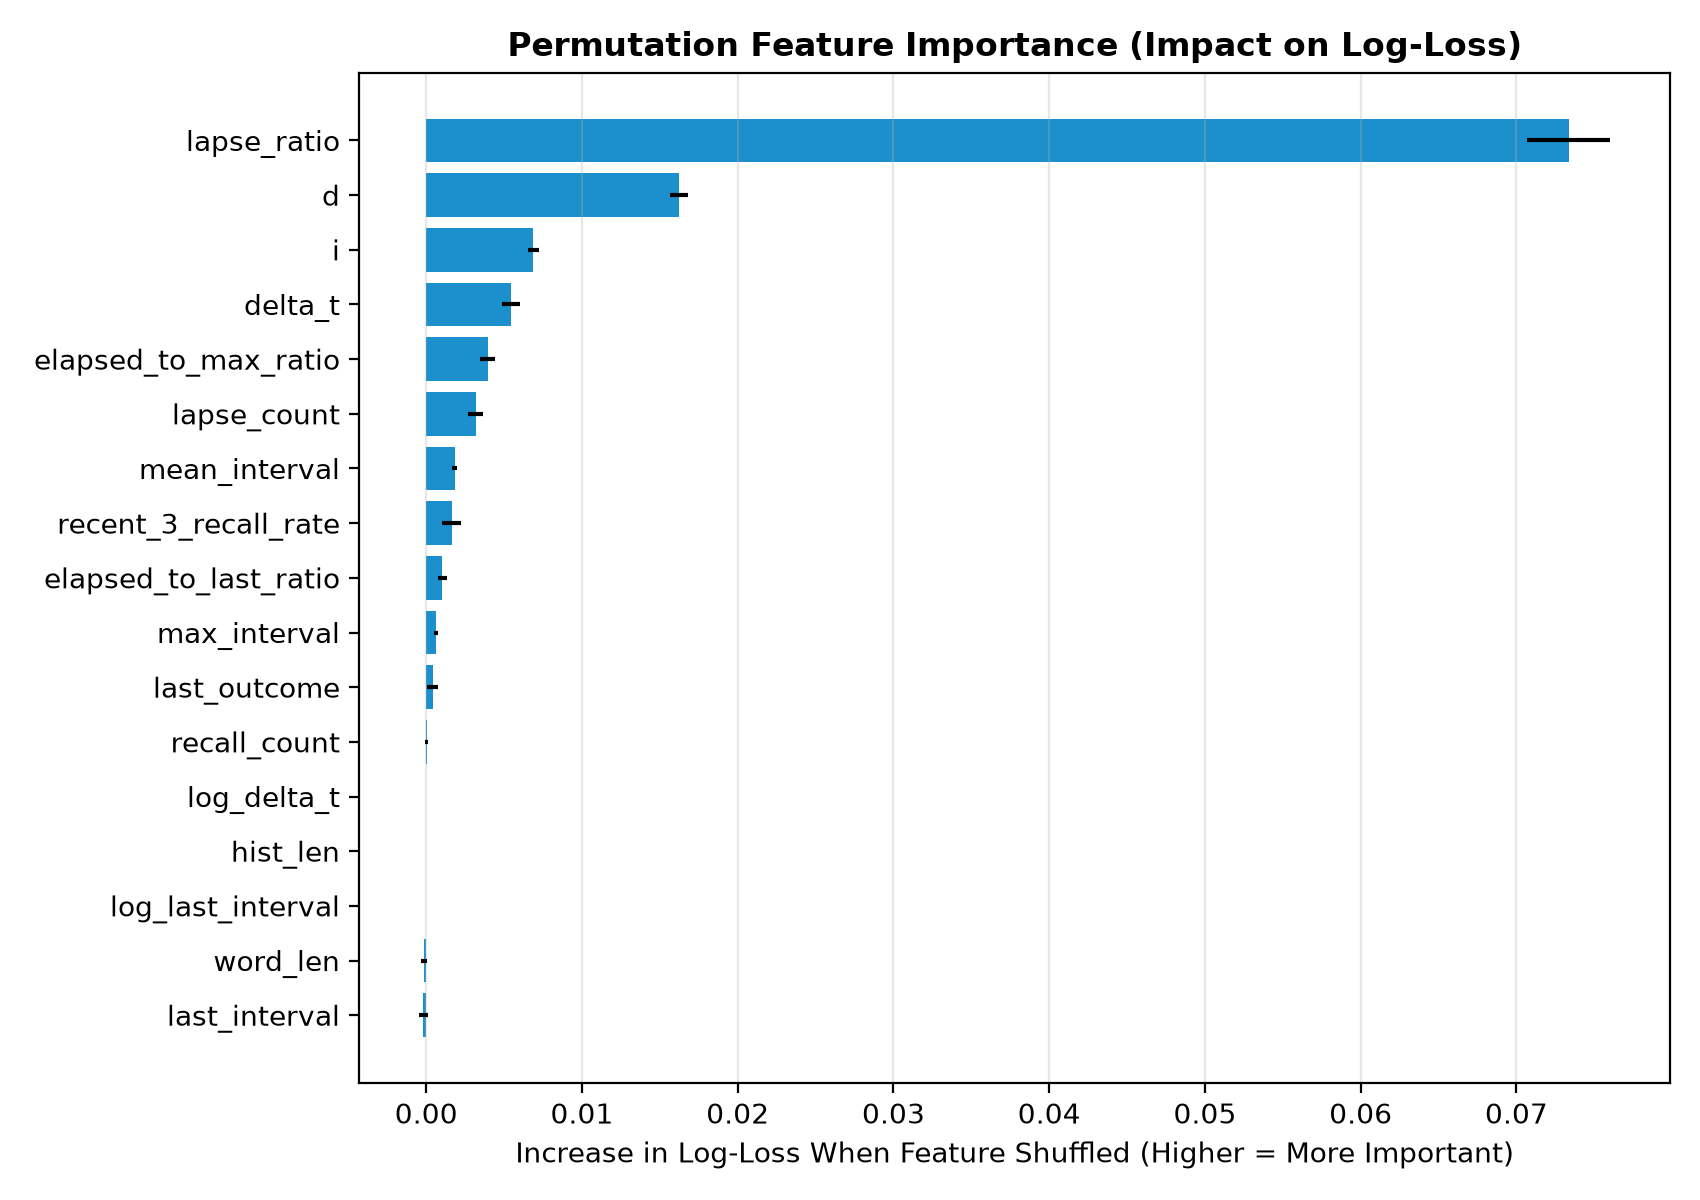 Permutation Feature Importance (Impact on Log-Loss)
lapse_ratio
d
i
delta_t
elapsed_to_max_ratio
lapse_count
mean_interval
recent_3_recall_rate
elapsed_to_last_ratio
max_interval
last_outcome
recall_count
log_delta_t
hist_len
log_last_interval
word_len
last_interval
0.00 0.01 0.02 0.03 0.04 0.05 0.06 0.07
Increase in Log-Loss When Feature Shuffled (Higher = More Important)